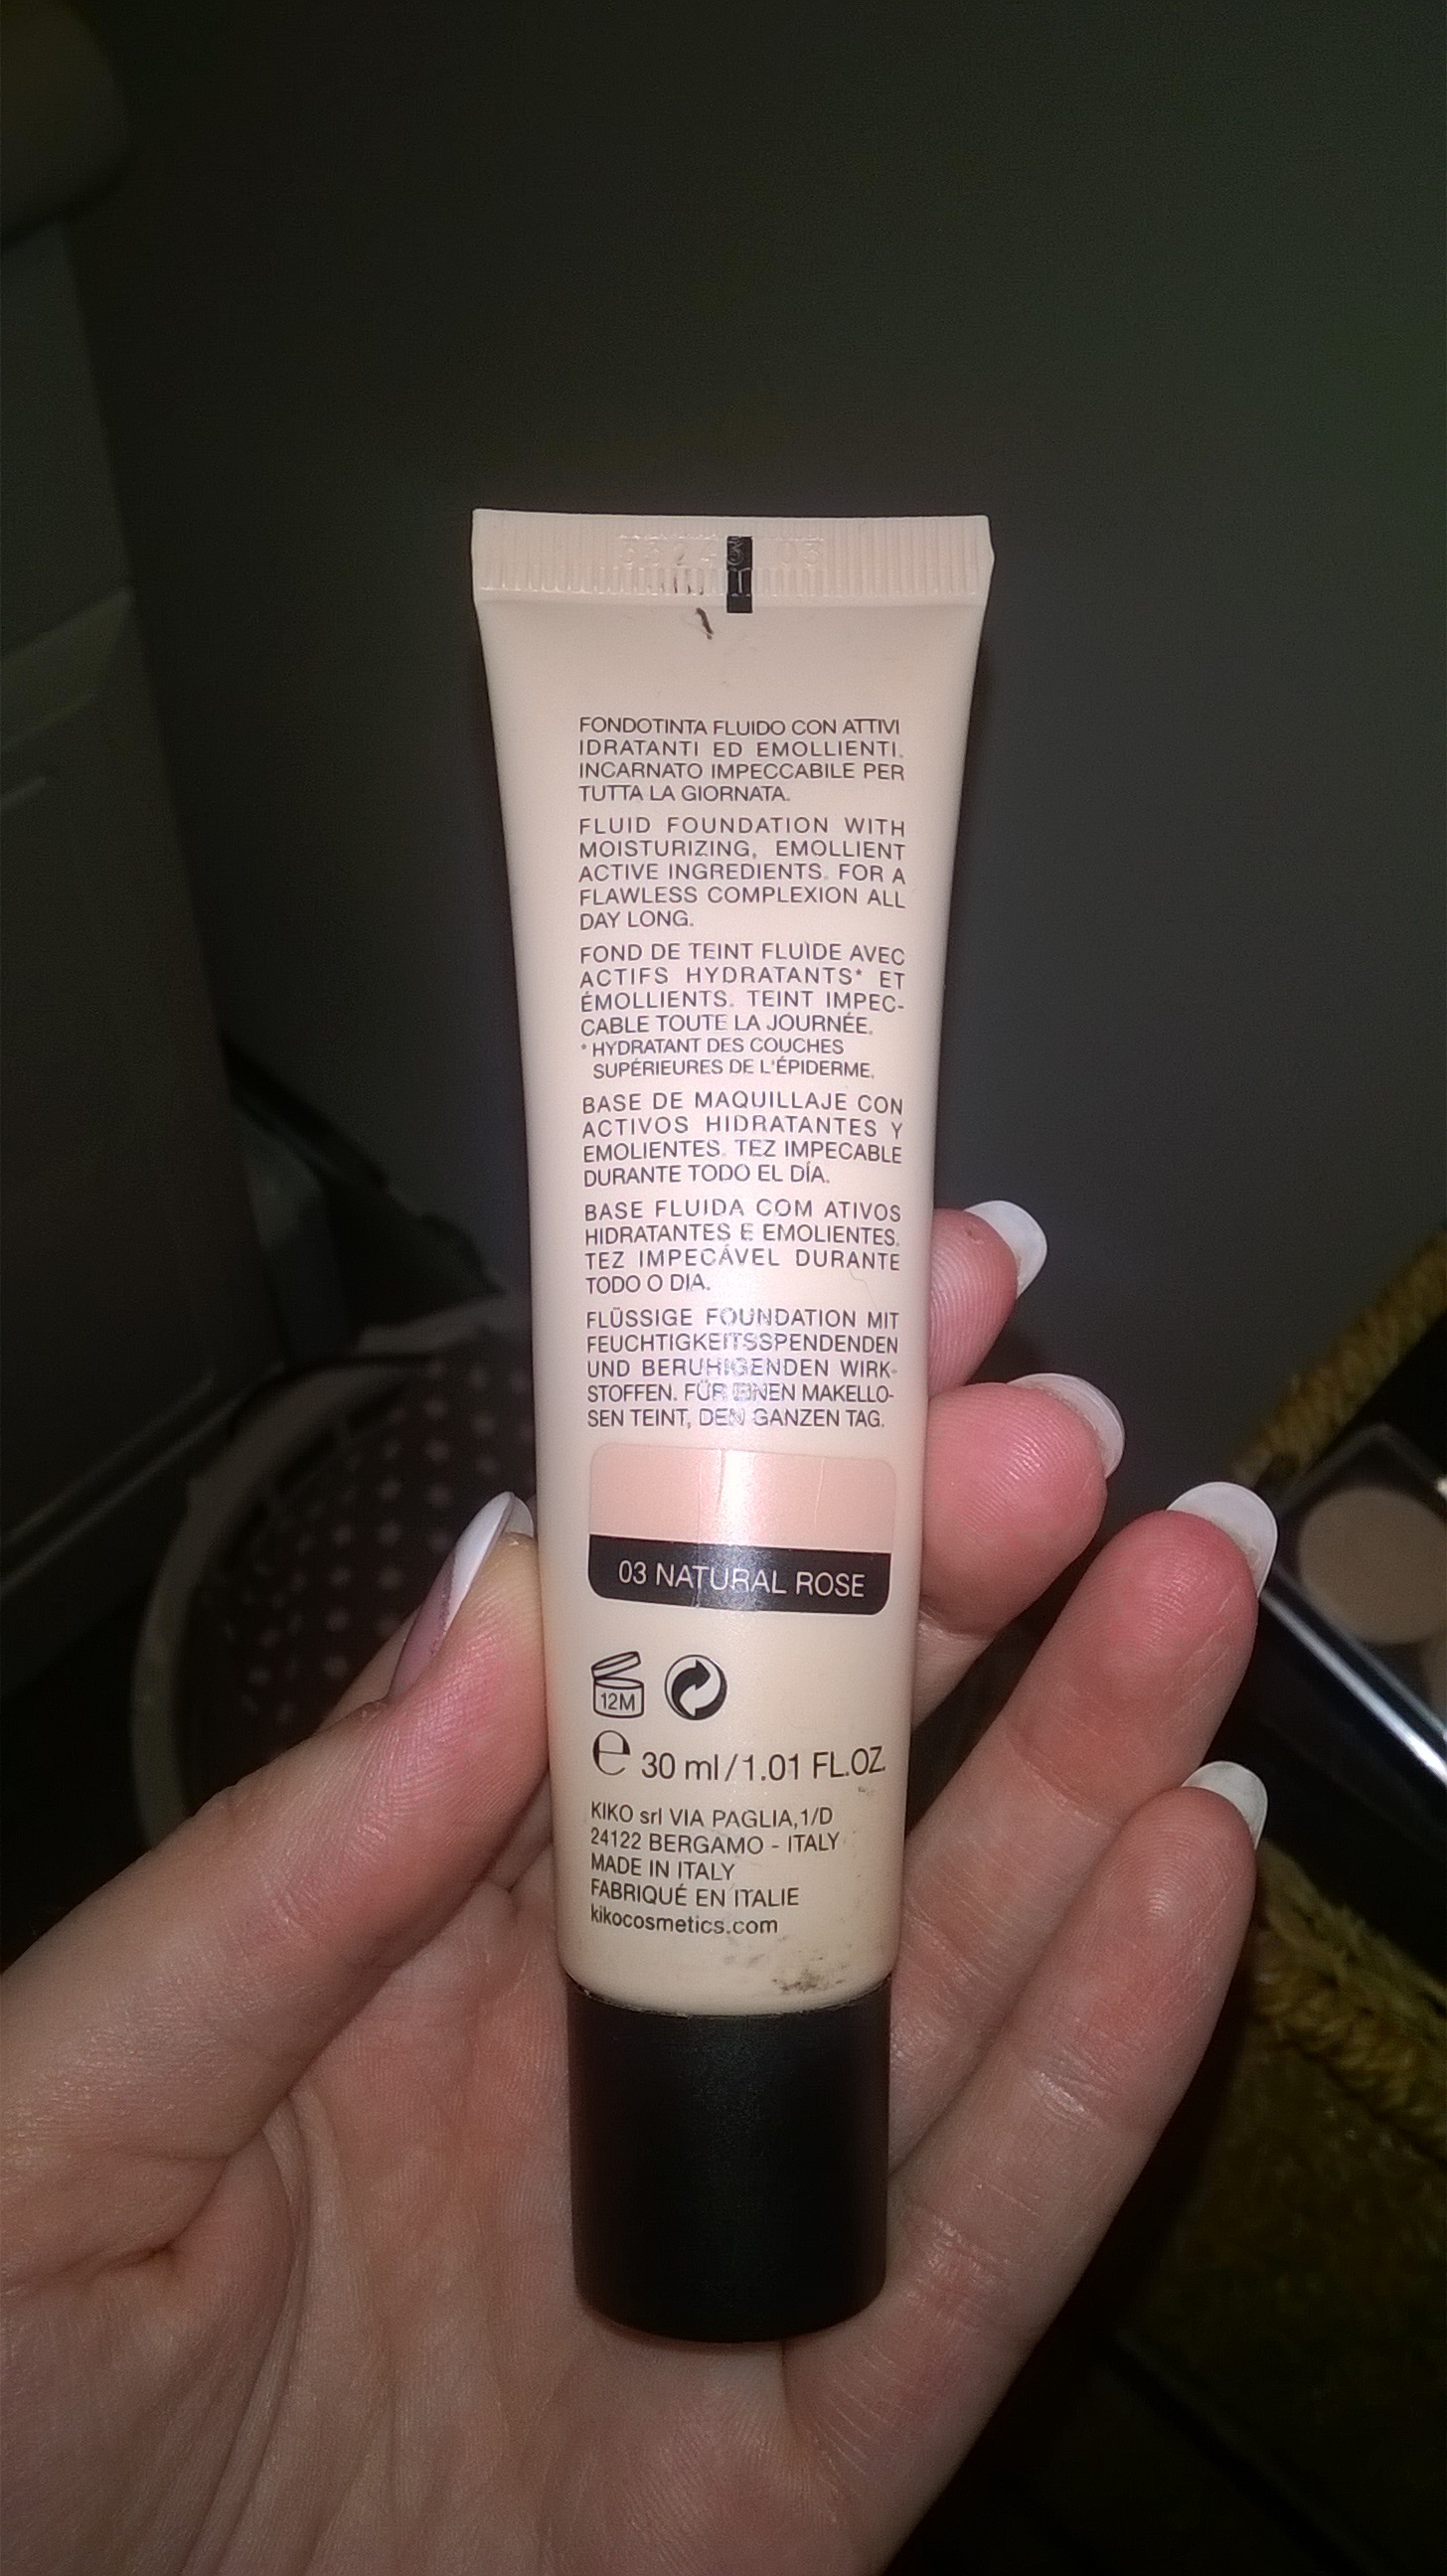 FONDOTINTA FLUIDO CON ATTIVI
IDRATANTI ED EMOLLIENTI.
INCARNATO IMPECCABILE PER
TUTTA LA GIORNATA.
FLUID FOUNDATION WITH
MOISTURIZING, EMOLLIENT
ACTIVE INGREDIENTS. FOR A
FLAWLESS COMPLEXION ALL
DAY LONG.
FOND DE TEINT FLUIDE AVEC
ACTIFS HYDRATANTS* ET
ÉMOLLIENTS. TEINT IMPEC-
CABLE TOUTE LA JOURNÉE.
* HYDRATANT DES COUCHES
SUPÉRIEURES DE L'ÉPIDERME.
BASE DE MAQUILLAJE CON
ACTIVOS HIDRATANTES Y
EMOLIENTES. TEZ IMPECABLE
DURANTE TODO EL DÍA.
BASE FLUIDA COM ATIVOS
HIDRATANTES E EMOLIENTES.
TEZ IMPECÁVEL DURANTE
TODO O DIA.
FLÜSSIGE FOUNDATION MIT
FEUCHTIGKEITSSPENDENDEN
UND BERUHIGENDEN WIRK-
STOFFEN. FÜR EINEN MAKELLO-
SEN TEINT, DEN GANZEN TAG.
03 NATURAL ROSE
12M
e 30 ml/1.01 FL.OZ.
KIKO srl VIA PAGLIA,1/D
24122 BERGAMO - ITALY
MADE IN ITALY
FABRIQUÉ EN ITALIE
kikocosmetics.com